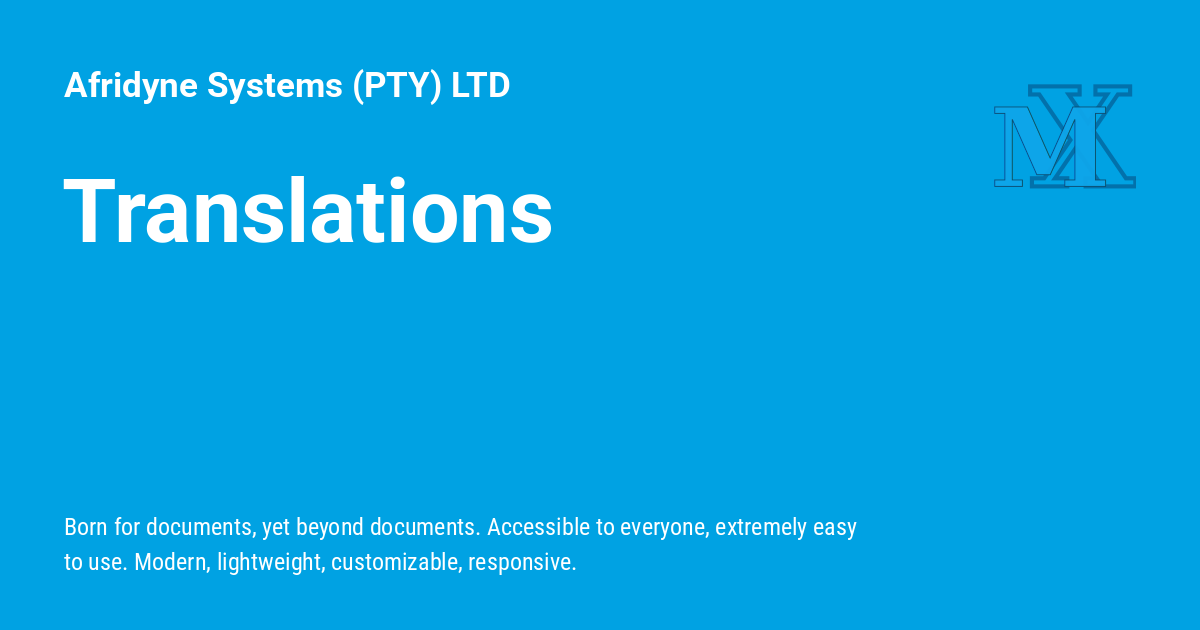 Afridyne Systems (PTY) LTD
MX
Translations
Born for documents, yet beyond documents. Accessible to everyone, extremely easy
to use. Modern, lightweight, customizable, responsive.